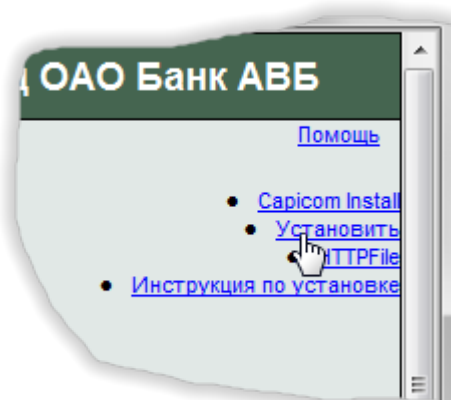 ОАО Банк АВБ
Помощь
Capicom Install
Установить
HTTPFile
Инструкция по установке